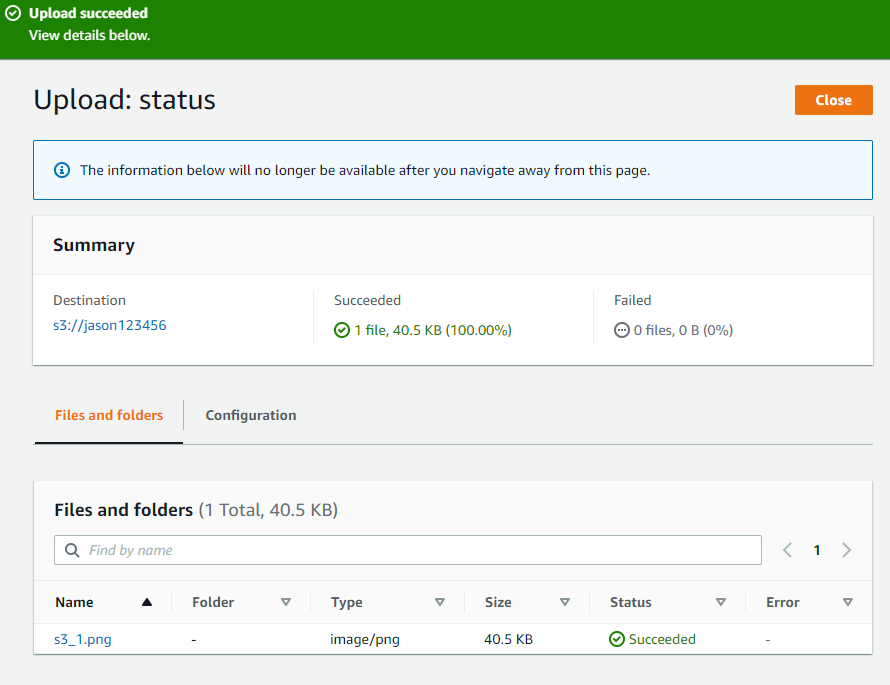 Upload succeeded
View details below.
Upload: status
Close
The information below will no longer be available after you navigate away from this page.
Summary
Destination
s3://jason123456
Succeeded
1 file, 40.5 KB (100.00%)
Failed
0 files, 0 B (0%)
Files and folders
Configuration
Files and folders (1 Total, 40.5 KB)
Find by name
1
Name Folder Type Size Status Error
s3_1.png - image/png 40.5 KB Succeeded -